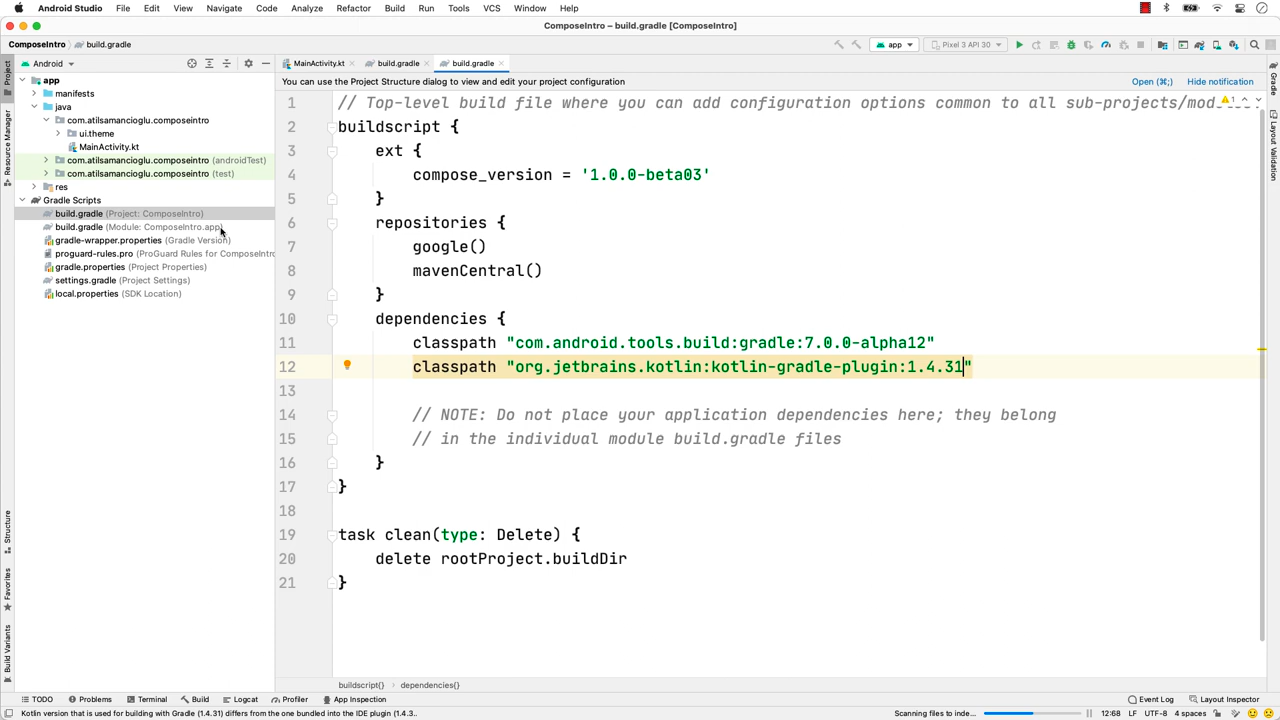 Android Studio File Edit View Navigate Code Analyze Refactor Build Run Tools VCS Window Help
ComposeIntro – build.gradle [ComposeIntro]
ComposeIntro build.gradle app Pixel 3 API 30
Android MainActivity.kt build.gradle build.gradle
You can use the Project Structure dialog to view and edit your project configuration Open (⌘;) Hide notification
Project
Resource Manager
Structure
Favorites
Build Variants
app
manifests
java
com.atilsamancioglu.composeintro
ui.theme
MainActivity.kt
com.atilsamancioglu.composeintro (androidTest)
com.atilsamancioglu.composeintro (test)
res
Gradle Scripts
build.gradle (Project: ComposeIntro)
build.gradle (Module: ComposeIntro.app)
gradle-wrapper.properties (Gradle Version)
proguard-rules.pro (ProGuard Rules for ComposeIntro
gradle.properties (Project Properties)
settings.gradle (Project Settings)
local.properties (SDK Location)
1 // Top-level build file where you can add configuration options common to all sub-projects/mod 1
2 buildscript {
3 ext {
4 compose_version = '1.0.0-beta03'
5 }
6 repositories {
7 google()
8 mavenCentral()
9 }
10 dependencies {
11 classpath "com.android.tools.build:gradle:7.0.0-alpha12"
12 classpath "org.jetbrains.kotlin:kotlin-gradle-plugin:1.4.31"
13
14 // NOTE: Do not place your application dependencies here; they belong
15 // in the individual module build.gradle files
16 }
17 }
18
19 task clean(type: Delete) {
20 delete rootProject.buildDir
21 }
Gradle
Layout Validation
buildscript{} dependencies{}
TODO Problems Terminal Build Logcat Profiler App Inspection Event Log Layout Inspector
Kotlin version that is used for building with Gradle (1.4.31) differs from the one bundled into the IDE plugin (1.4.3.. Scanning files to inde... 12:68 LF UTF-8 4 spaces